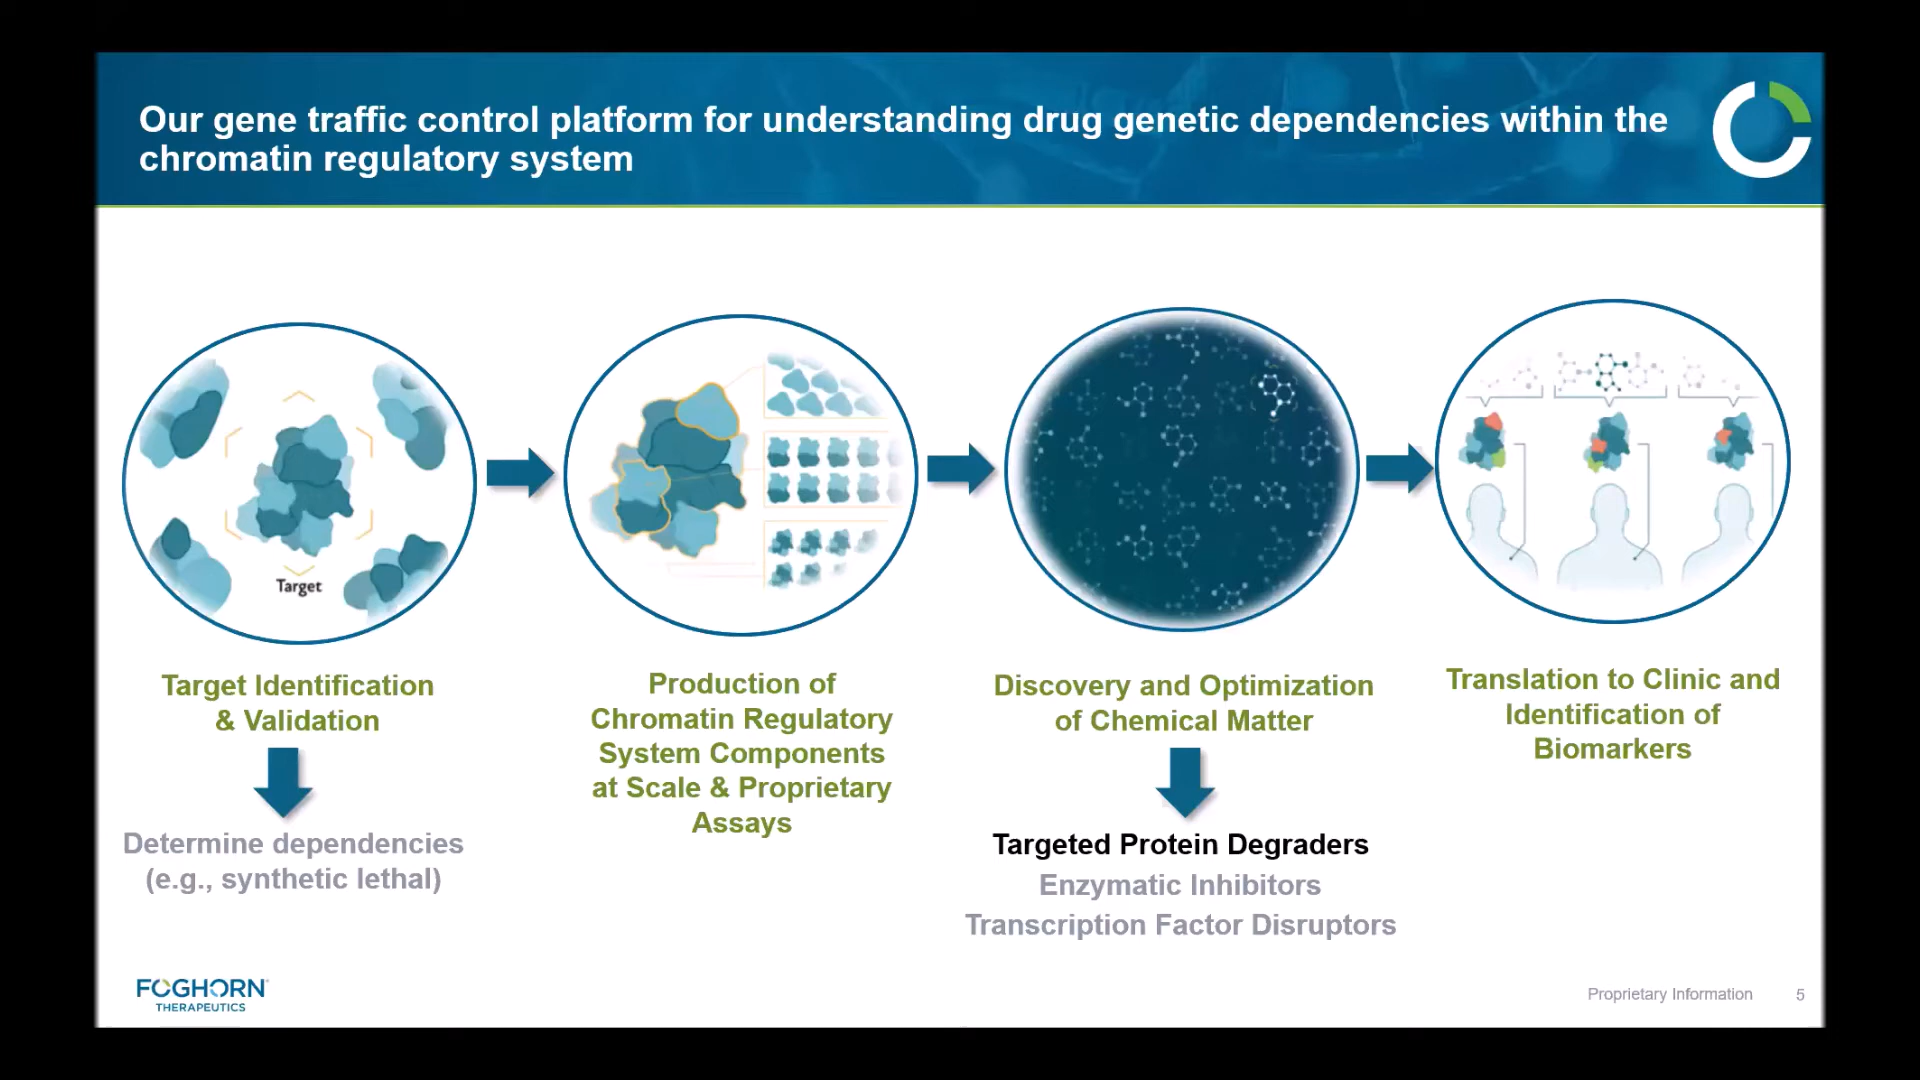 Our gene traffic control platform for understanding drug genetic dependencies within the
chromatin regulatory system
Target
Target Identification
& Validation
Determine dependencies
(e.g., synthetic lethal)
Production of
Chromatin Regulatory
System Components
at Scale & Proprietary
Assays
Discovery and Optimization
of Chemical Matter
Targeted Protein Degraders
Enzymatic Inhibitors
Transcription Factor Disruptors
Translation to Clinic and
Identification of
Biomarkers
FOGHORN
THERAPEUTICS
Proprietary Information 5